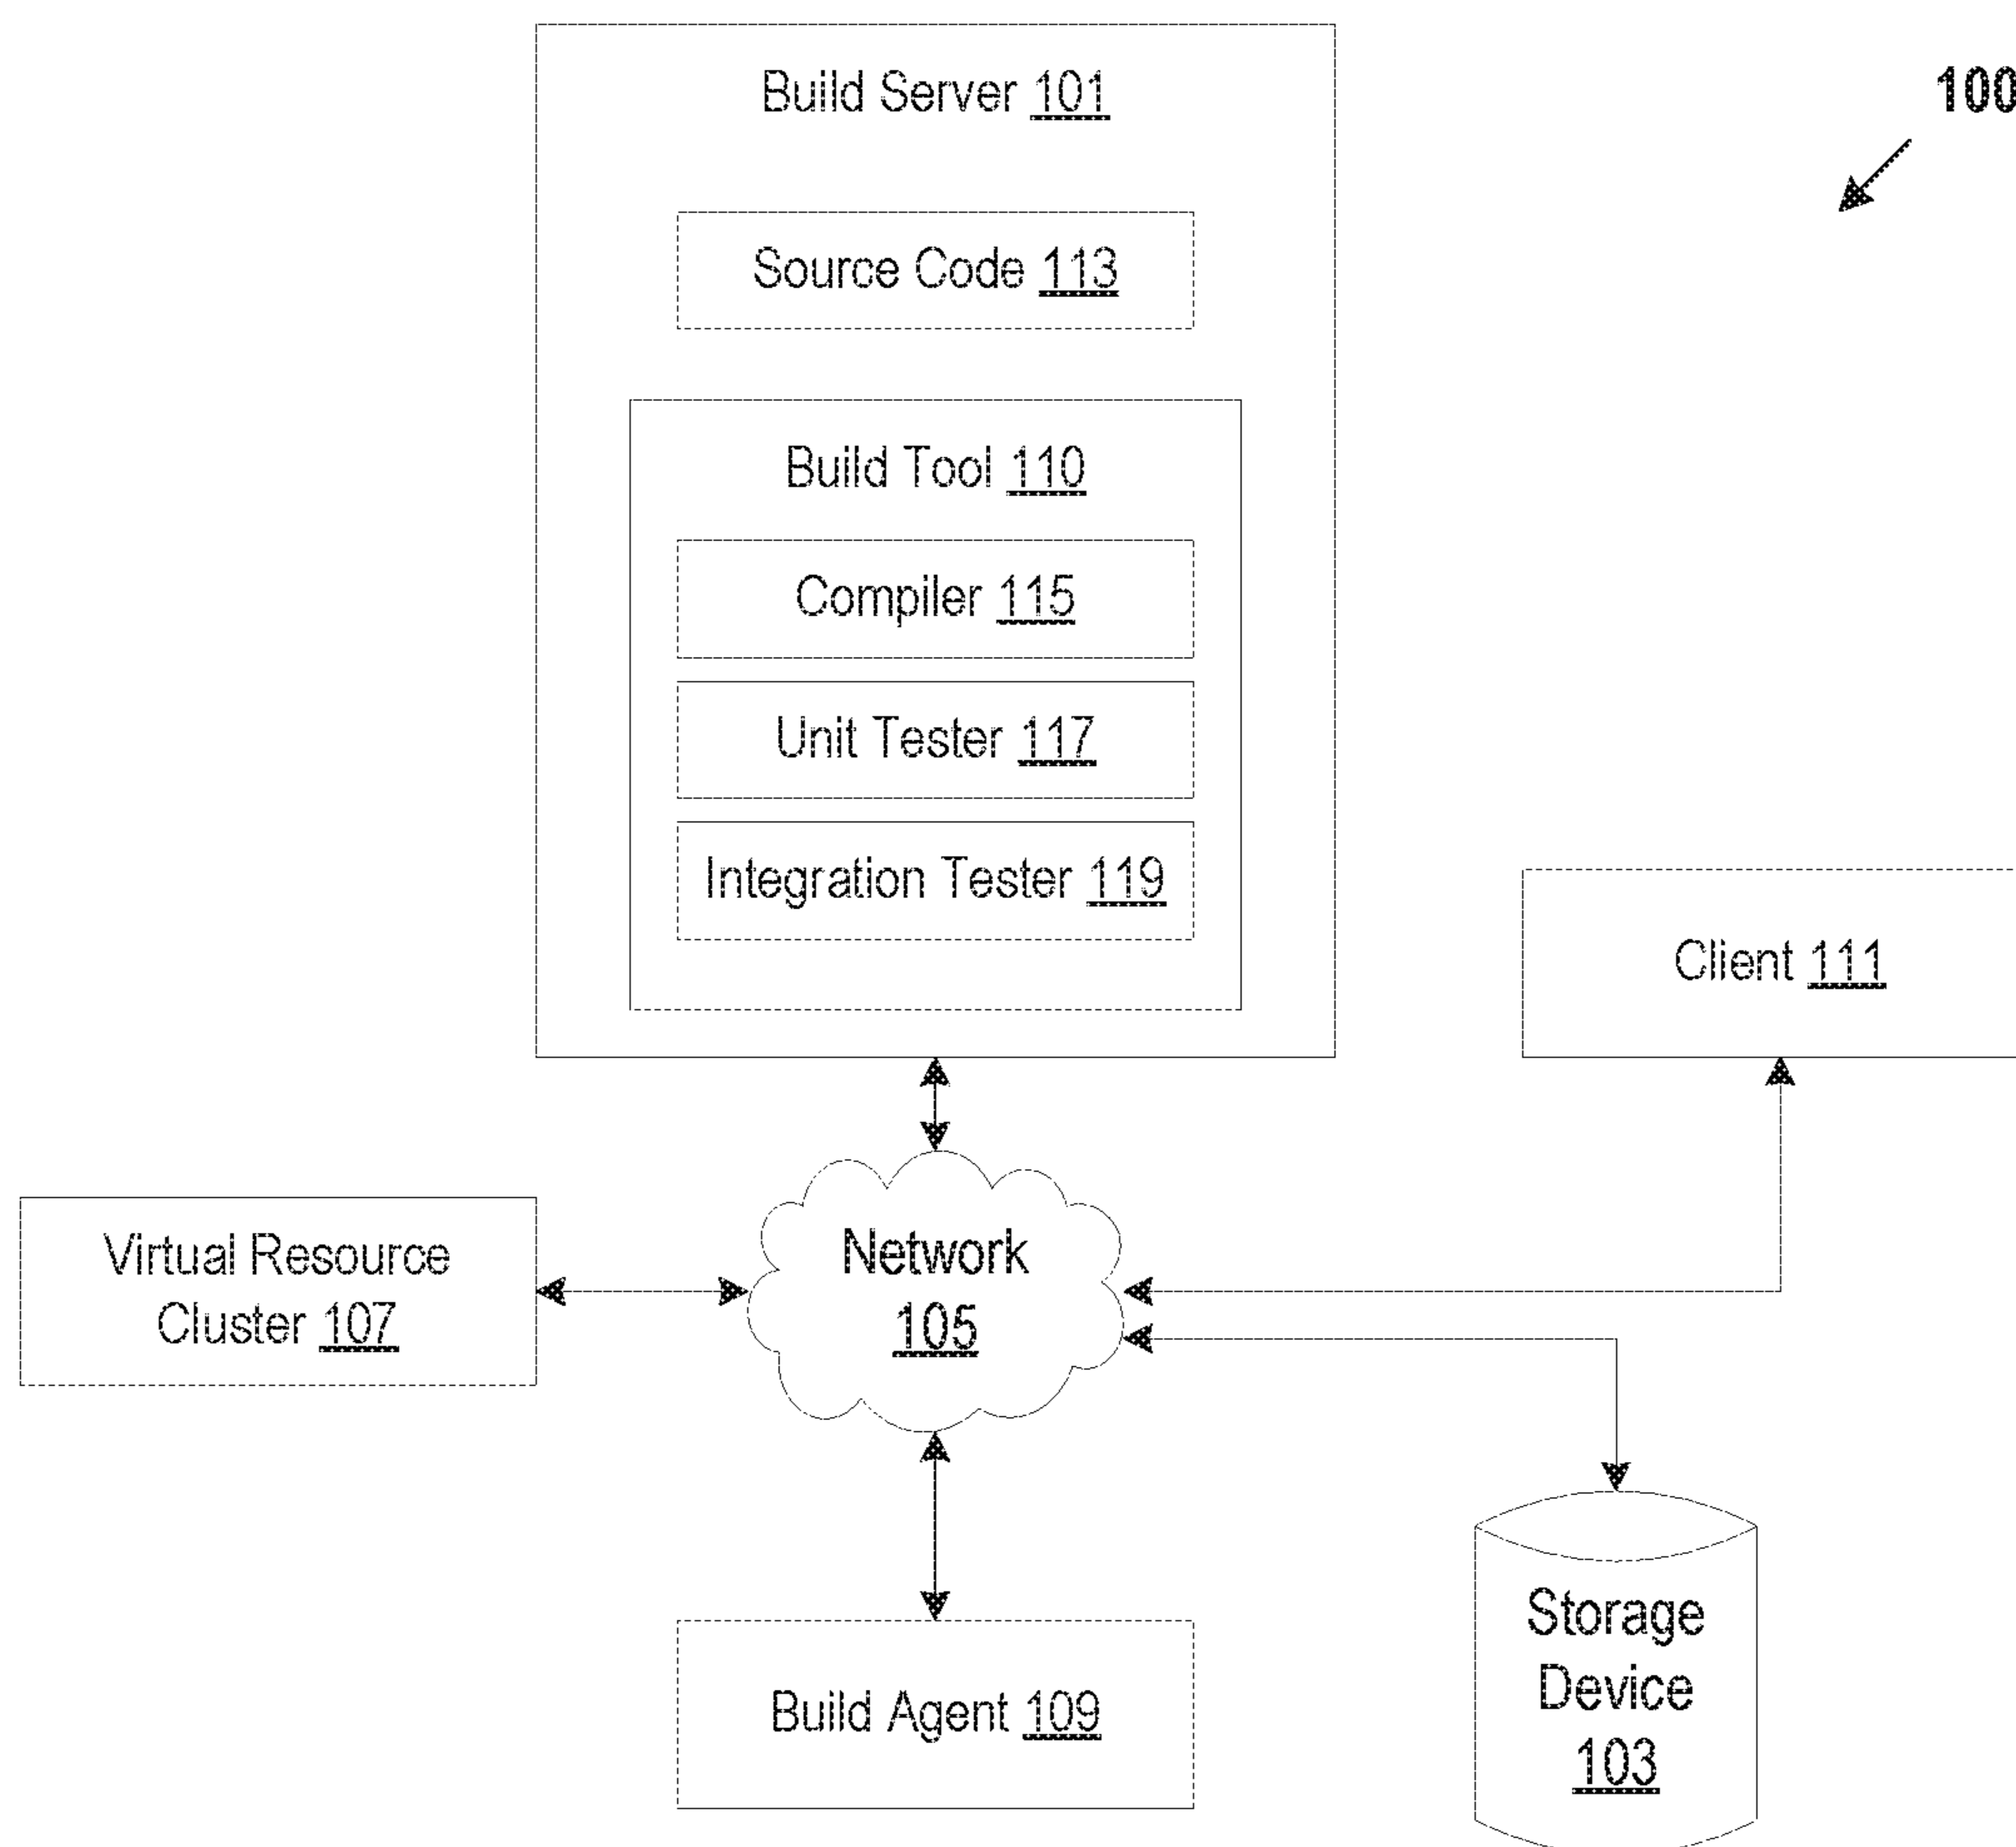 Build Server 101
100
Source Code 113
Build Tool 110
Compiler 115
Unit Tester 117
Integration Tester 119
Client 111
Virtual Resource
Cluster 107
Network
105
Build Agent 109
Storage
Device
103